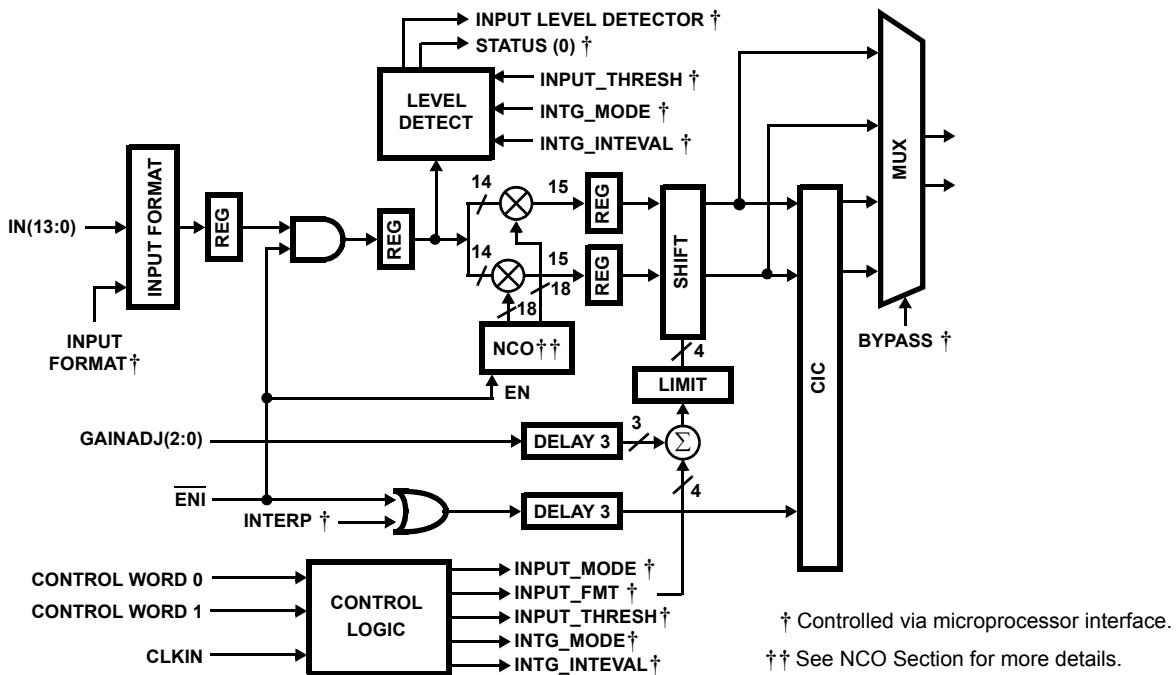 INPUT LEVEL DETECTOR †
STATUS (0) †
INPUT_THRESH †
LEVEL
DETECT
INTG_MODE †
INTG_INTEVAL †
MUX
INPUT FORMAT
14
15
REG
IN(13:0)
REG
REG
14
15
REG
SHIFT
18
18
INPUT
FORMAT†
NCO††
4
BYPASS †
EN
LIMIT
CIC
GAINADJ(2:0)
DELAY 3
3
Σ
4
ENI
INTERP †
DELAY 3
CONTROL WORD 0
CONTROL WORD 1
CLKIN
CONTROL
LOGIC
INPUT_MODE †
INPUT_FMT †
INPUT_THRESH†
INTG_MODE†
INTG_INTEVAL†
† Controlled via microprocessor interface.
†† See NCO Section for more details.